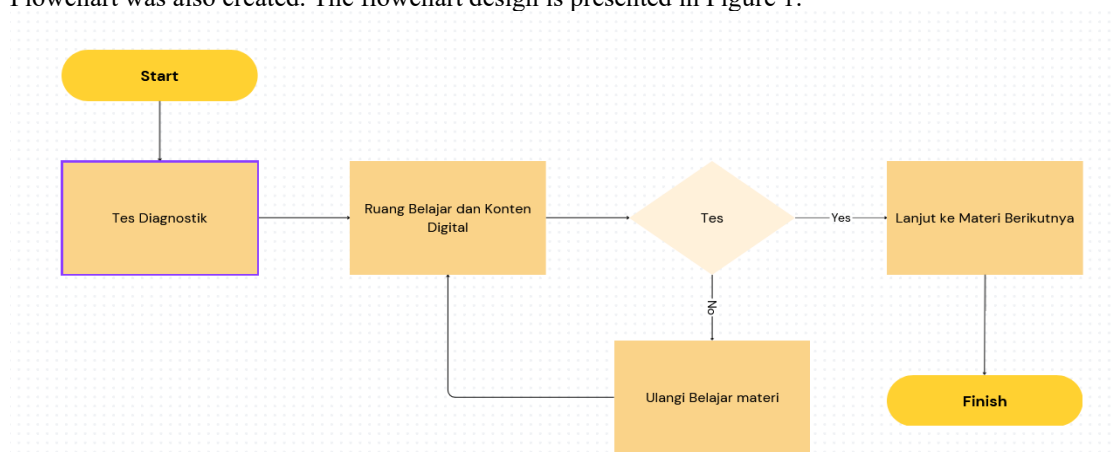 Flowchart was also created. The flowchart design is presented in Figure 1.
Start
Tes Diagnostik
Ruang Belajar dan Konten
Digital
Tes
Yes
Lanjut ke Materi Berikutnya
No
Ulangi Belajar materi
Finish